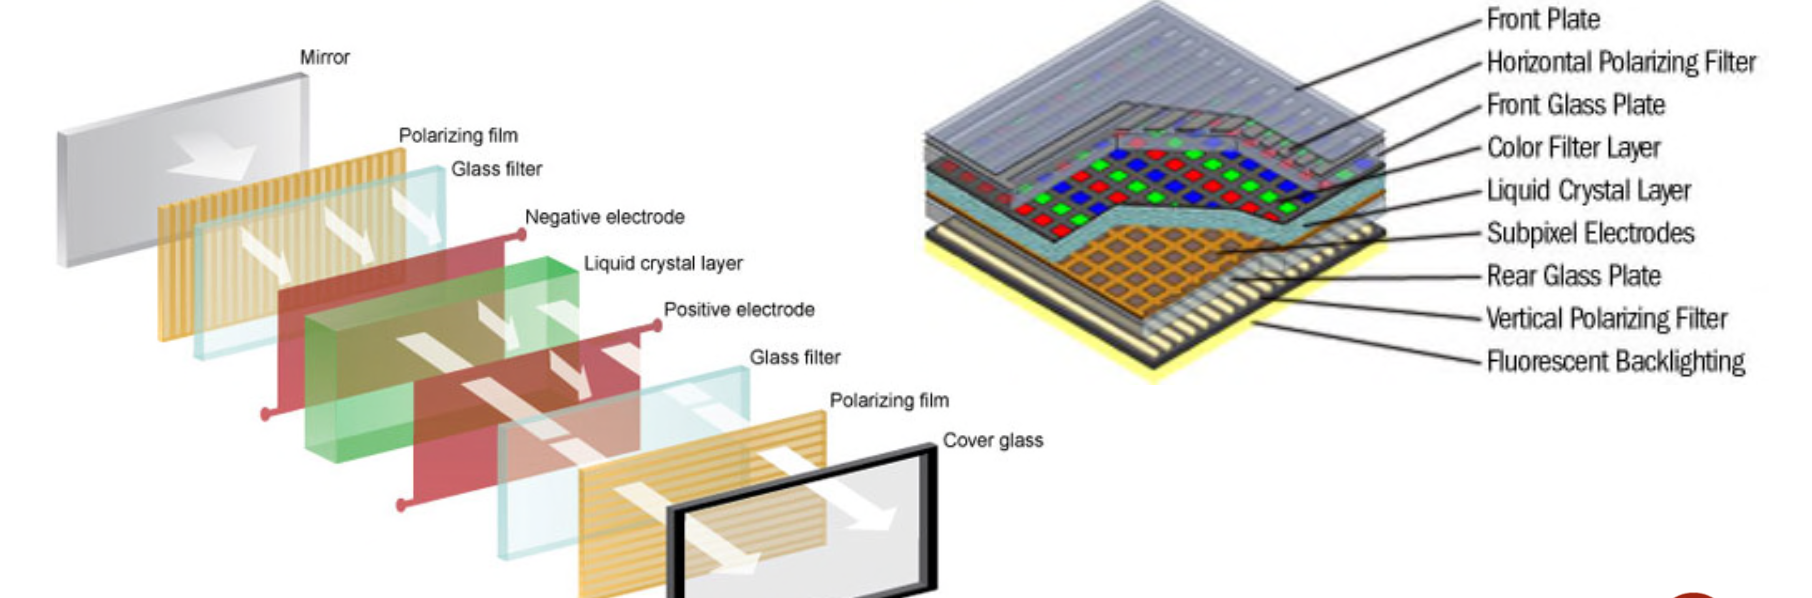 Mirror
Polarizing film
Glass filter
Negative electrode
Liquid crystal layer
Positive electrode
Glass filter
Polarizing film
Cover glass
Front Plate
Horizontal Polarizing Filter
Front Glass Plate
Color Filter Layer
Liquid Crystal Layer
Subpixel Electrodes
Rear Glass Plate
Vertical Polarizing Filter
Fluorescent Backlighting